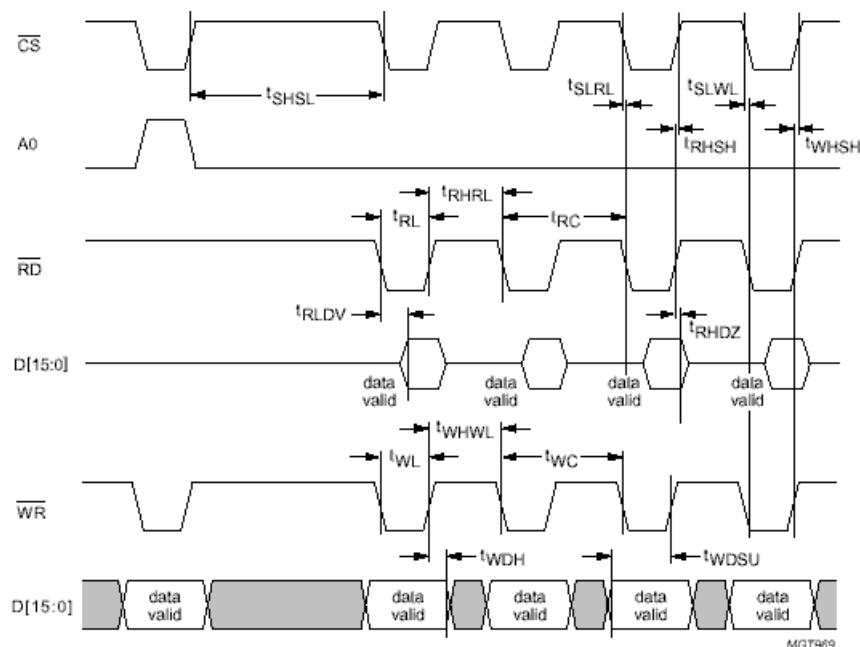 CS
tSHSL
tSLRL
tSLWL
A0
tRHSH
tWHSH
tRHRL
tRL
tRC
RD
tRLDV
tRHDZ
D[15:0]
data valid
data valid
data valid
data valid
tWHWL
tWL
tWC
WR
tWDH
tWDSU
D[15:0]
data valid
data valid
data valid
data valid
data valid
MGT969